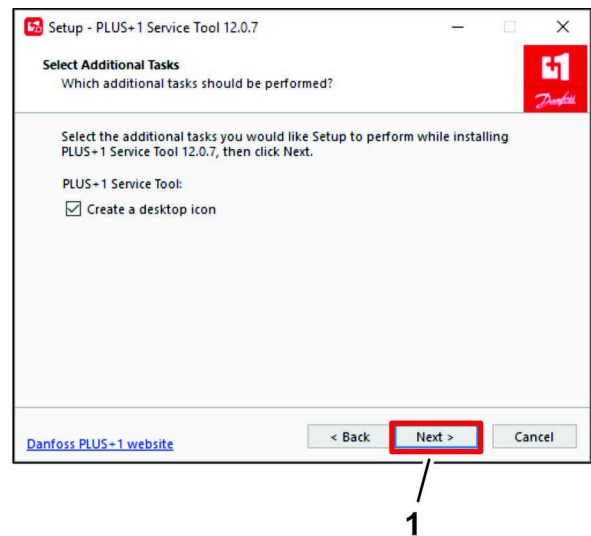 Setup - PLUS+1 Service Tool 12.0.7
Select Additional Tasks
Which additional tasks should be performed?
Danfoss
Select the additional tasks you would like Setup to perform while installing
PLUS+1 Service Tool 12.0.7, then click Next.
PLUS+1 Service Tool:
Create a desktop icon
Danfoss PLUS+1 website
< Back
Next >
Cancel
1